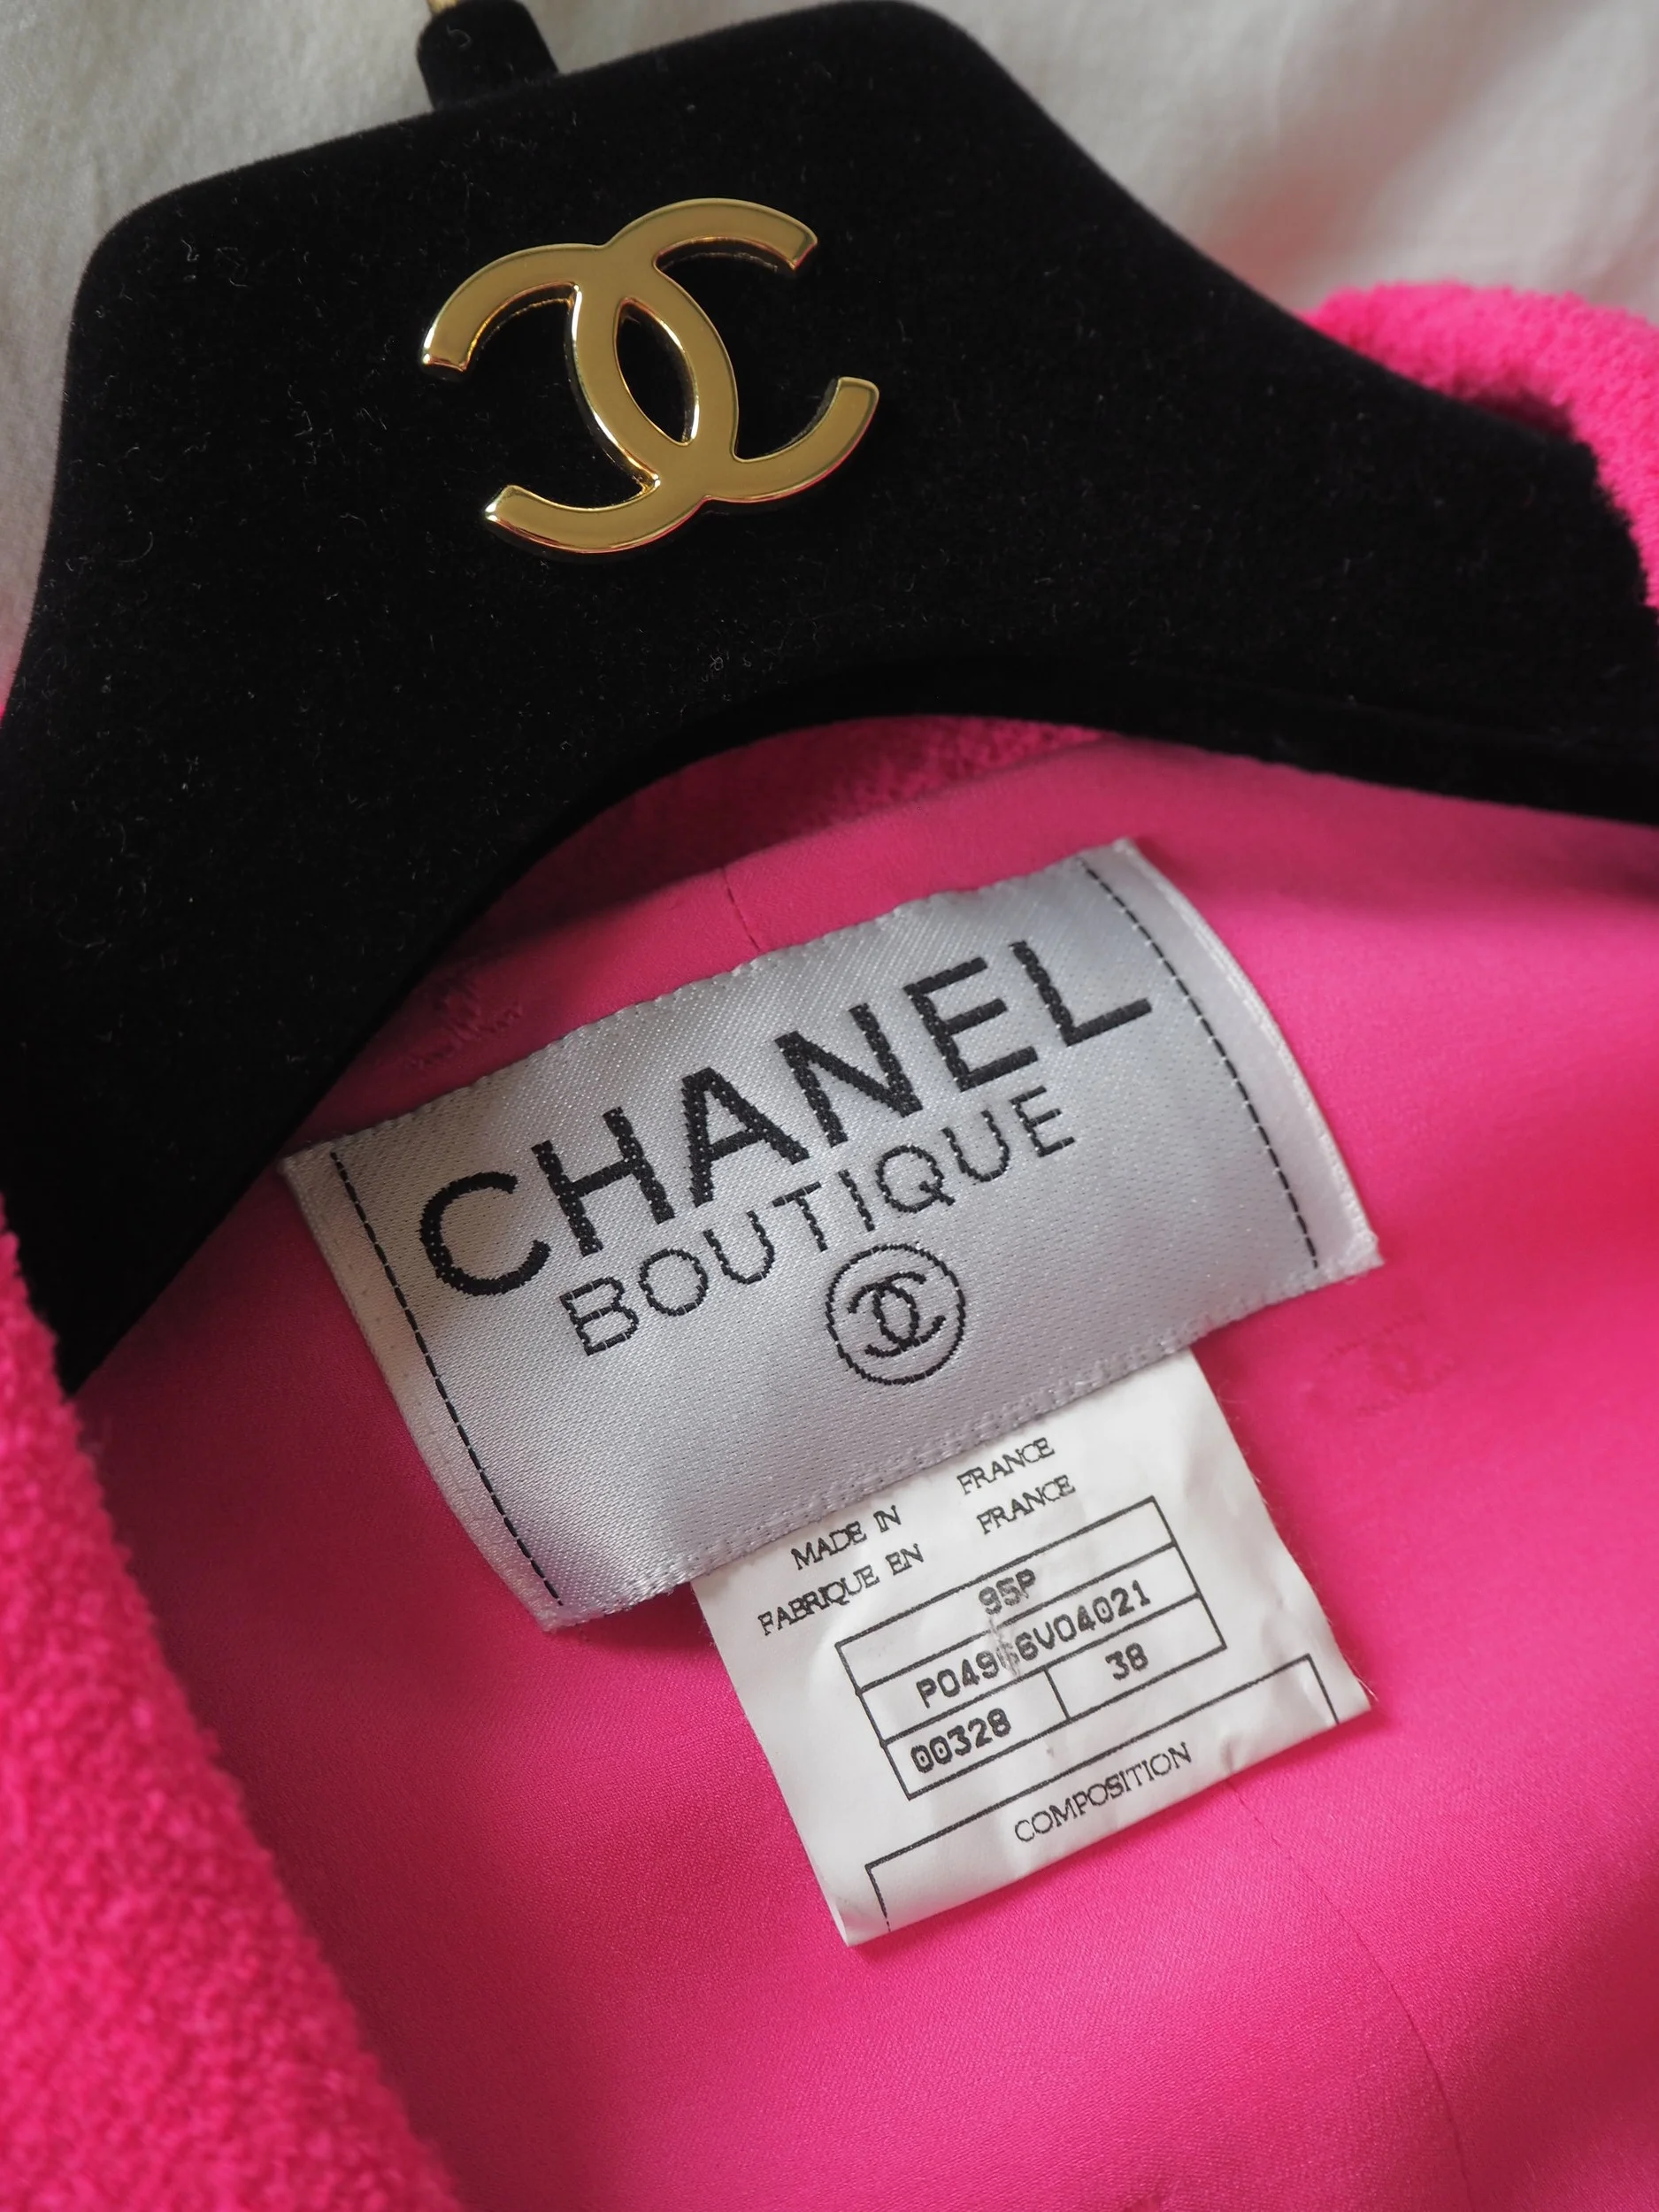 CHANEL
BOUTIQUE
MADE IN FRANCE
FABRIQUE EN FRANCE
95P
P04966V04021
00328 38
COMPOSITION